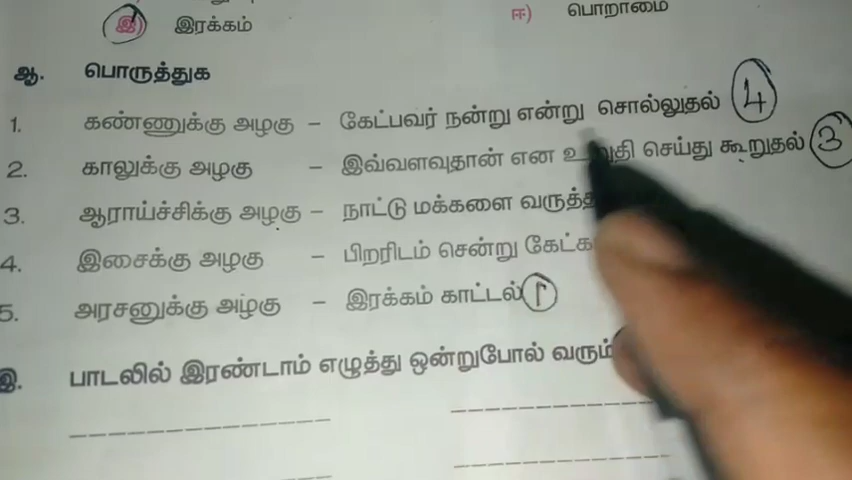 இ) இரக்கம் ஈ) பொறாமை
ஆ. பொருத்துக
1. கண்ணுக்கு அழகு – கேட்பவர் நன்று என்று சொல்லுதல் 4
2. காலுக்கு அழகு – இவ்வளவுதான் என உறுதி செய்து கூறுதல் 3
3. ஆராய்ச்சிக்கு அழகு – நாட்டு மக்களை
4. இசைக்கு அழகு – பிறரிடம் சென்று
5. அரசனுக்கு அழகு – இரக்கம் காட்டல் 1
இ. பாடலில் இரண்டாம் எழுத்து ஒன்றுபோல் வரும்